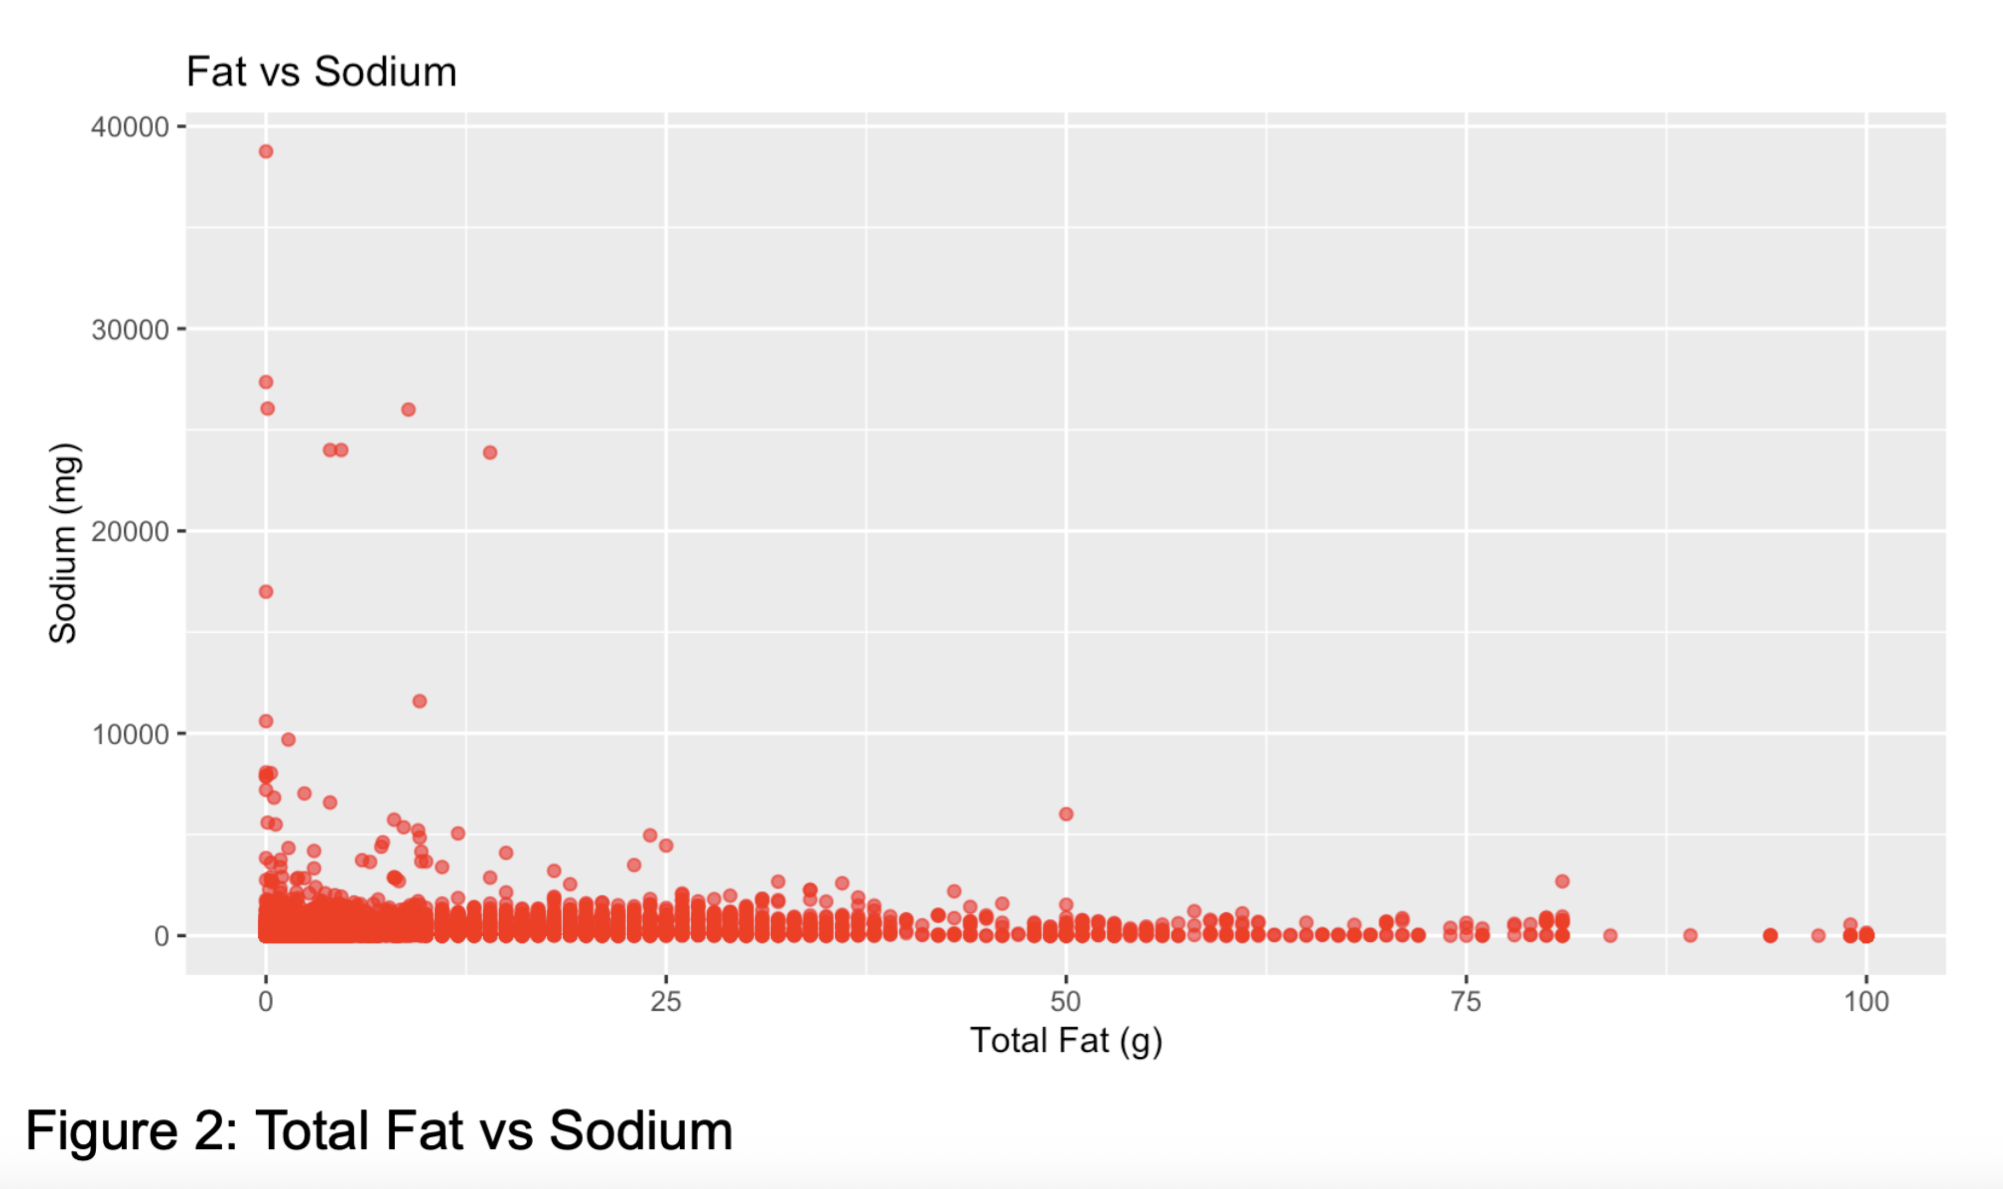 Fat vs Sodium
40000
30000
20000
10000
0
Sodium (mg)
0 25 50 75 100
Total Fat (g)
Figure 2: Total Fat vs Sodium